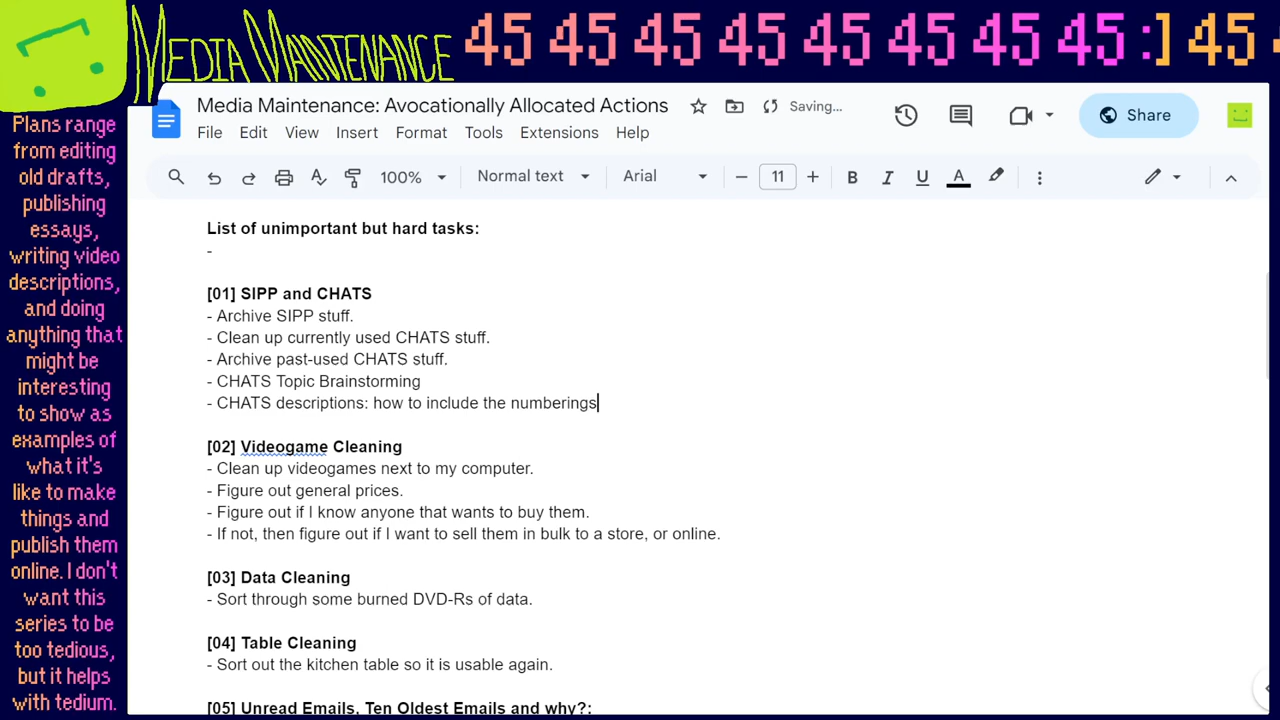 MEDIA MAINTENANCE
45 45 45 45 45 45 45 45 :] 45
Plans range
from editing
old drafts,
publishing
essays,
writing video
descriptions,
and doing
anything that
might be
interesting
to show as
examples of
what it's
like to make
things and
publish them
online. I don't
want this
series to be
too tedious,
but it helps
with tedium.
Media Maintenance: Avocationally Allocated Actions
Saving...
File Edit View Insert Format Tools Extensions Help
Share
100% Normal text Arial 11 B I U A
List of unimportant but hard tasks:
-
[01] SIPP and CHATS
- Archive SIPP stuff.
- Clean up currently used CHATS stuff.
- Archive past-used CHATS stuff.
- CHATS Topic Brainstorming
- CHATS descriptions: how to include the numberings
[02] Videogame Cleaning
- Clean up videogames next to my computer.
- Figure out general prices.
- Figure out if I know anyone that wants to buy them.
- If not, then figure out if I want to sell them in bulk to a store, or online.
[03] Data Cleaning
- Sort through some burned DVD-Rs of data.
[04] Table Cleaning
- Sort out the kitchen table so it is usable again.
[05] Unread Emails. Ten Oldest Emails and why?: